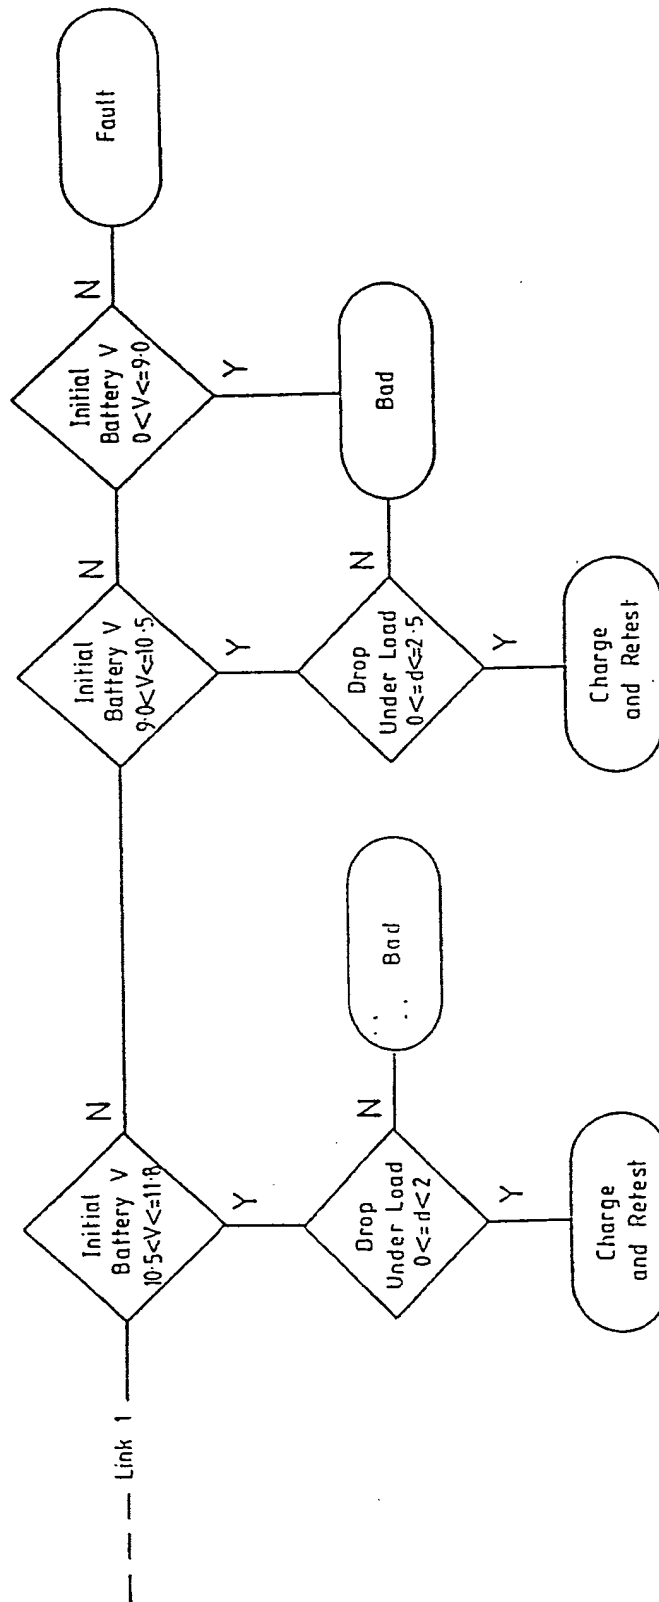 Link 1
Initial
Battery V
10·5<V<=11·8
N
Y
Drop
Under Load
0<=d<2
N
Bad
Y
Charge
and Retest
Initial
Battery V
9·0<V<=10·5
N
Y
Drop
Under Load
0<=d<=2·5
N
Y
Charge
and Retest
Initial
Battery V
0<V<=9·0
N
Fault
Y
Bad